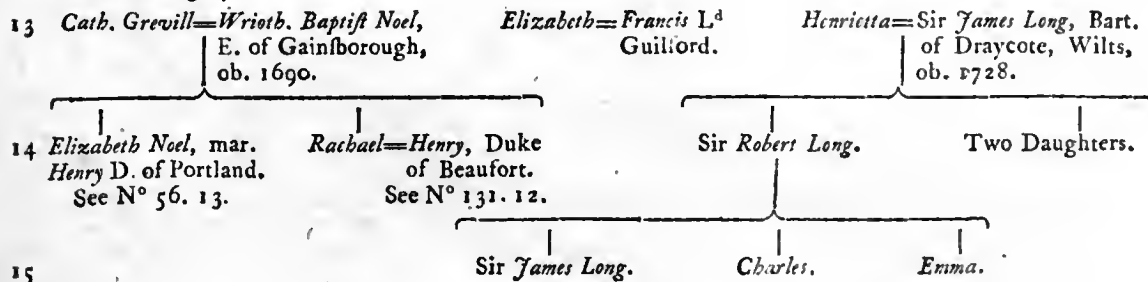 13 Cath. Grevill=Wrioth. Baptiſt Noel, Elizabeth=Francis Lᵈ Henrietta=Sir James Long, Bart.
E. of Gainſborough, Guilford. of Draycote, Wilts,
ob. 1690. ob. 1728.
14 Elizabeth Noel, mar. Rachael=Henry, Duke Sir Robert Long. Two Daughters.
Henry D. of Portland. of Beaufort.
See N° 56. 13. See N° 131. 12.
Sir James Long. Charles. Emma.
15